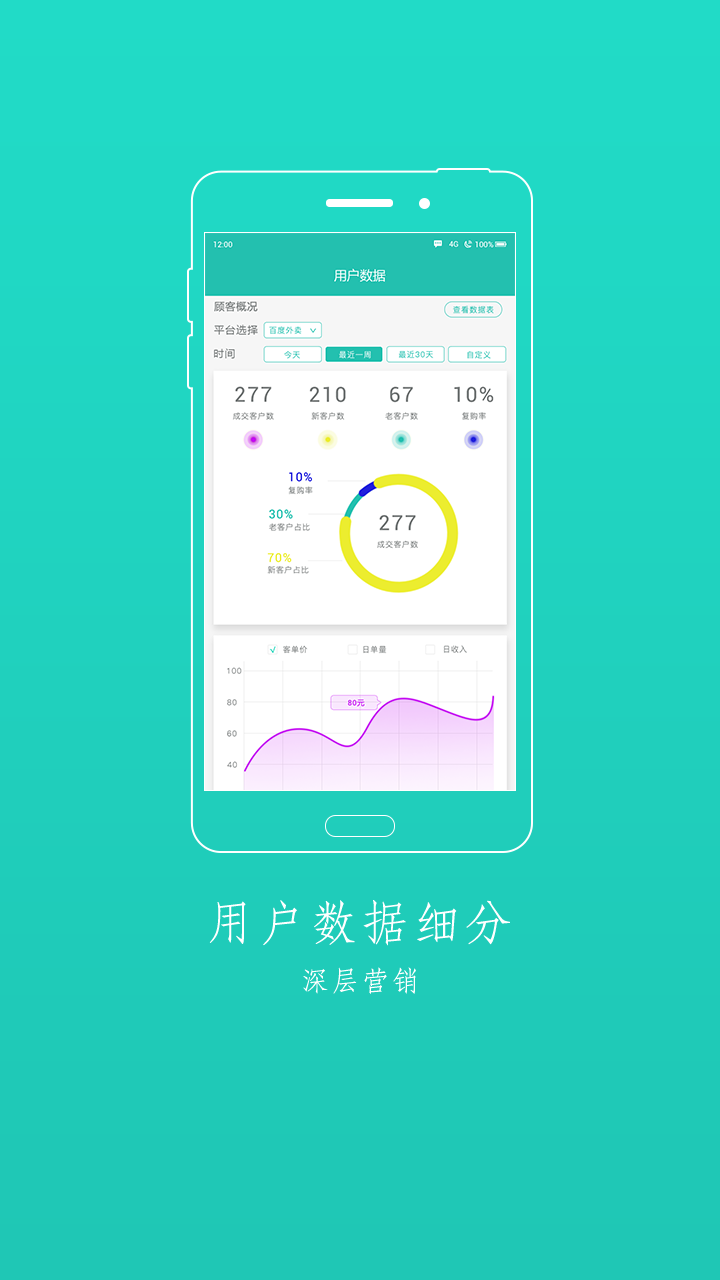 12:00 4G 100%
用户数据
顾客概况 查看数据表
平台选择 百度外卖
时间 今天 最近一周 最近30天 自定义
277 210 67 10%
成交客户数 新客户数 老客户数 复购率
10%
复购率
30%
老客户占比
70%
新客户占比
277
成交客户数
客单价 日单量 日收入
100
80
80元
60
40
用户数据细分
深层营销